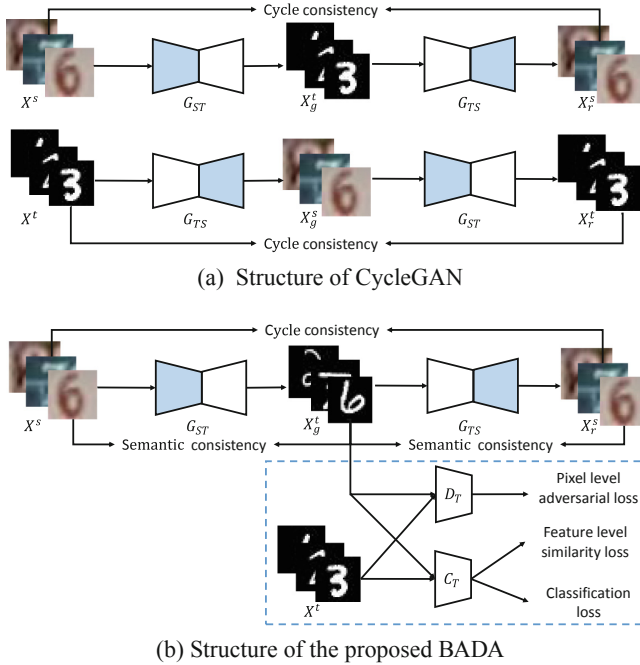 Cycle consistency
X^s G_ST X_g^t G_TS X_r^s
X^t G_TS X_g^s G_ST X_r^t
Cycle consistency
(a) Structure of CycleGAN
Cycle consistency
X^s G_ST X_g^t G_TS X_r^s
Semantic consistency Semantic consistency
D_T
Pixel level
adversarial loss
Feature level
similarity loss
X^t C_T
Classification
loss
(b) Structure of the proposed BADA